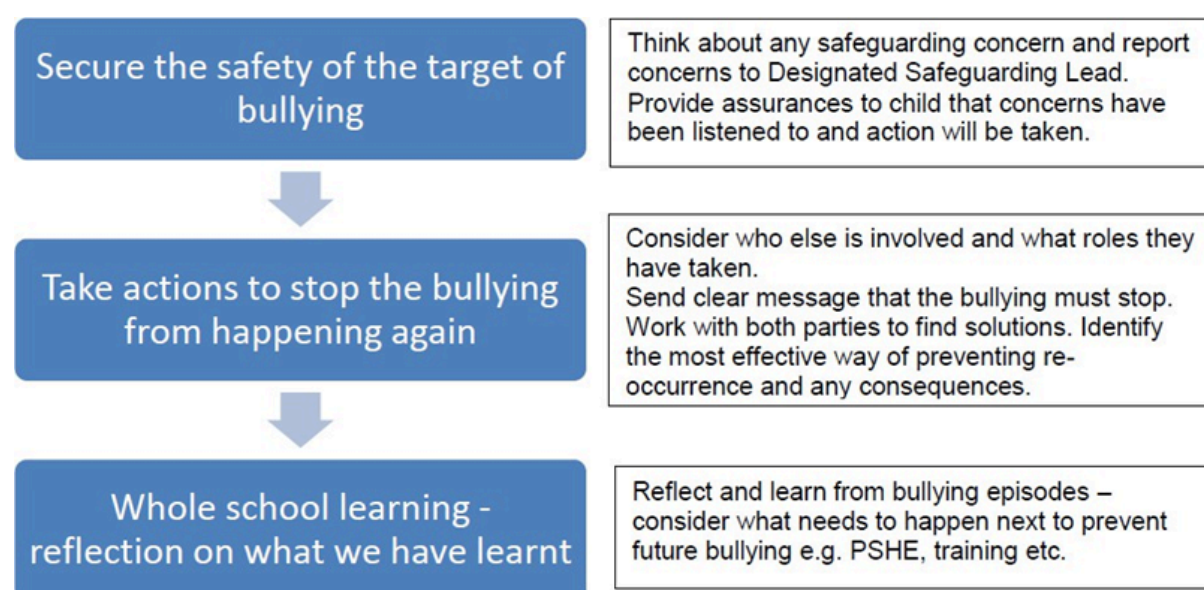 Secure the safety of the target of
bullying
Think about any safeguarding concern and report
concerns to Designated Safeguarding Lead.
Provide assurances to child that concerns have
been listened to and action will be taken.
Take actions to stop the bullying
from happening again
Consider who else is involved and what roles they
have taken.
Send clear message that the bullying must stop.
Work with both parties to find solutions. Identify
the most effective way of preventing re-
occurrence and any consequences.
Whole school learning -
reflection on what we have learnt
Reflect and learn from bullying episodes –
consider what needs to happen next to prevent
future bullying e.g. PSHE, training etc.